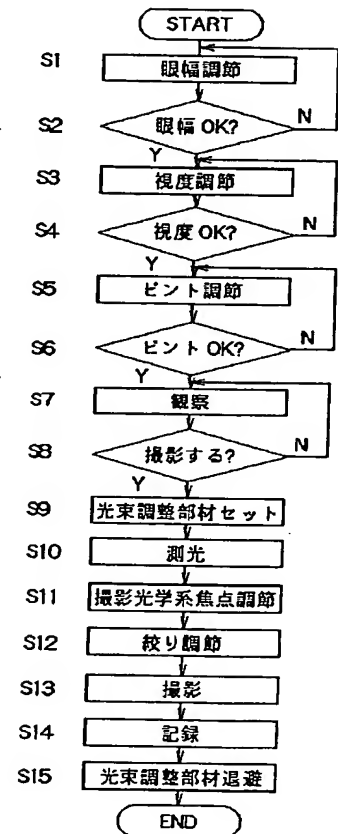 START
S1 眼幅調節
S2 眼幅 OK? N
Y
S3 視度調節
S4 視度 OK? N
Y
S5 ピント調節
S6 ピント OK? N
Y
S7 観察
S8 撮影する? N
Y
S9 光束調整部材セット
S10 測光
S11 撮影光学系焦点調節
S12 絞り調節
S13 撮影
S14 記録
S15 光束調整部材退避
END